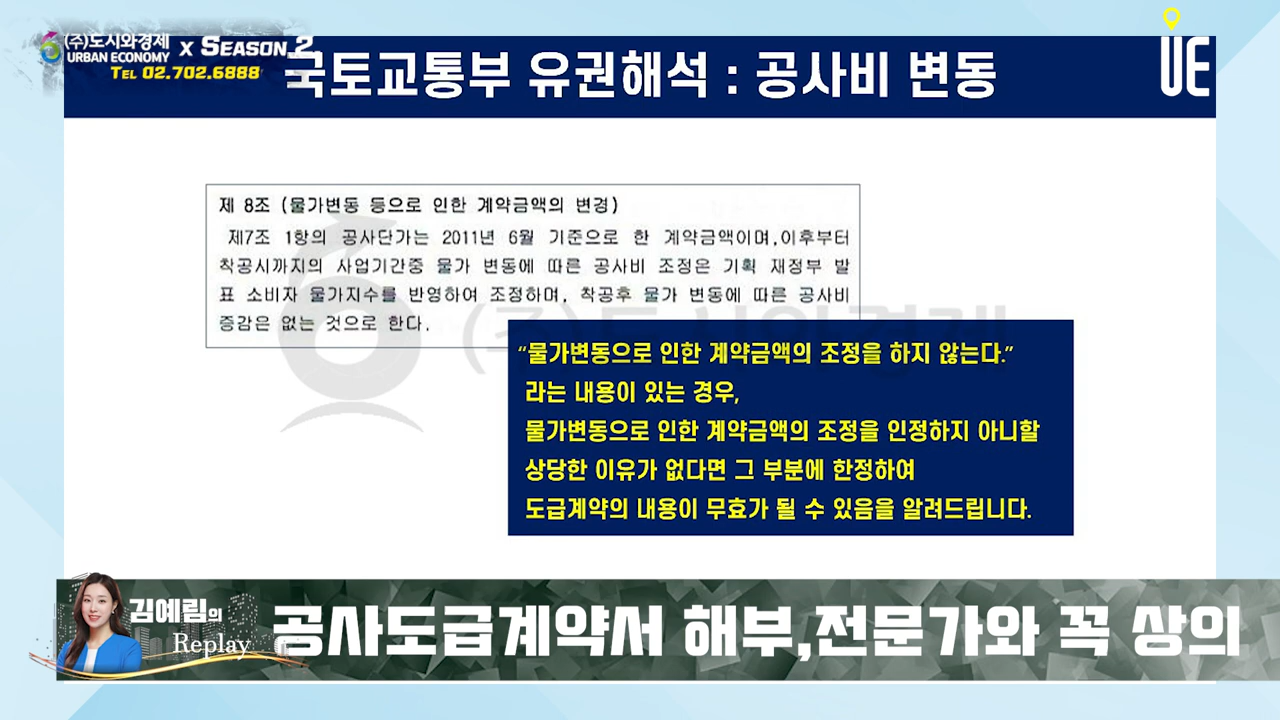 (주)도시와경제
URBAN ECONOMY
X SEASON 2
TEL 02.702.6888
국토교통부 유권해석 : 공사비 변동
UE
제 8조 (물가변동 등으로 인한 계약금액의 변경)
제7조 1항의 공사단가는 2011년 6월 기준으로 한 계약금액이며,이후부터
착공시까지의 사업기간중 물가 변동에 따른 공사비 조정은 기획 재정부 발
표 소비자 물가지수를 반영하여 조정하며, 착공후 물가 변동에 따른 공사비
증감은 없는 것으로 한다.
(주)도시와경제
“물가변동으로 인한 계약금액의 조정을 하지 않는다.”
라는 내용이 있는 경우,
물가변동으로 인한 계약금액의 조정을 인정하지 아니할
상당한 이유가 없다면 그 부분에 한정하여
도급계약의 내용이 무효가 될 수 있음을 알려드립니다.
김예림의
Replay
공사도급계약서 해부,전문가와 꼭 상의